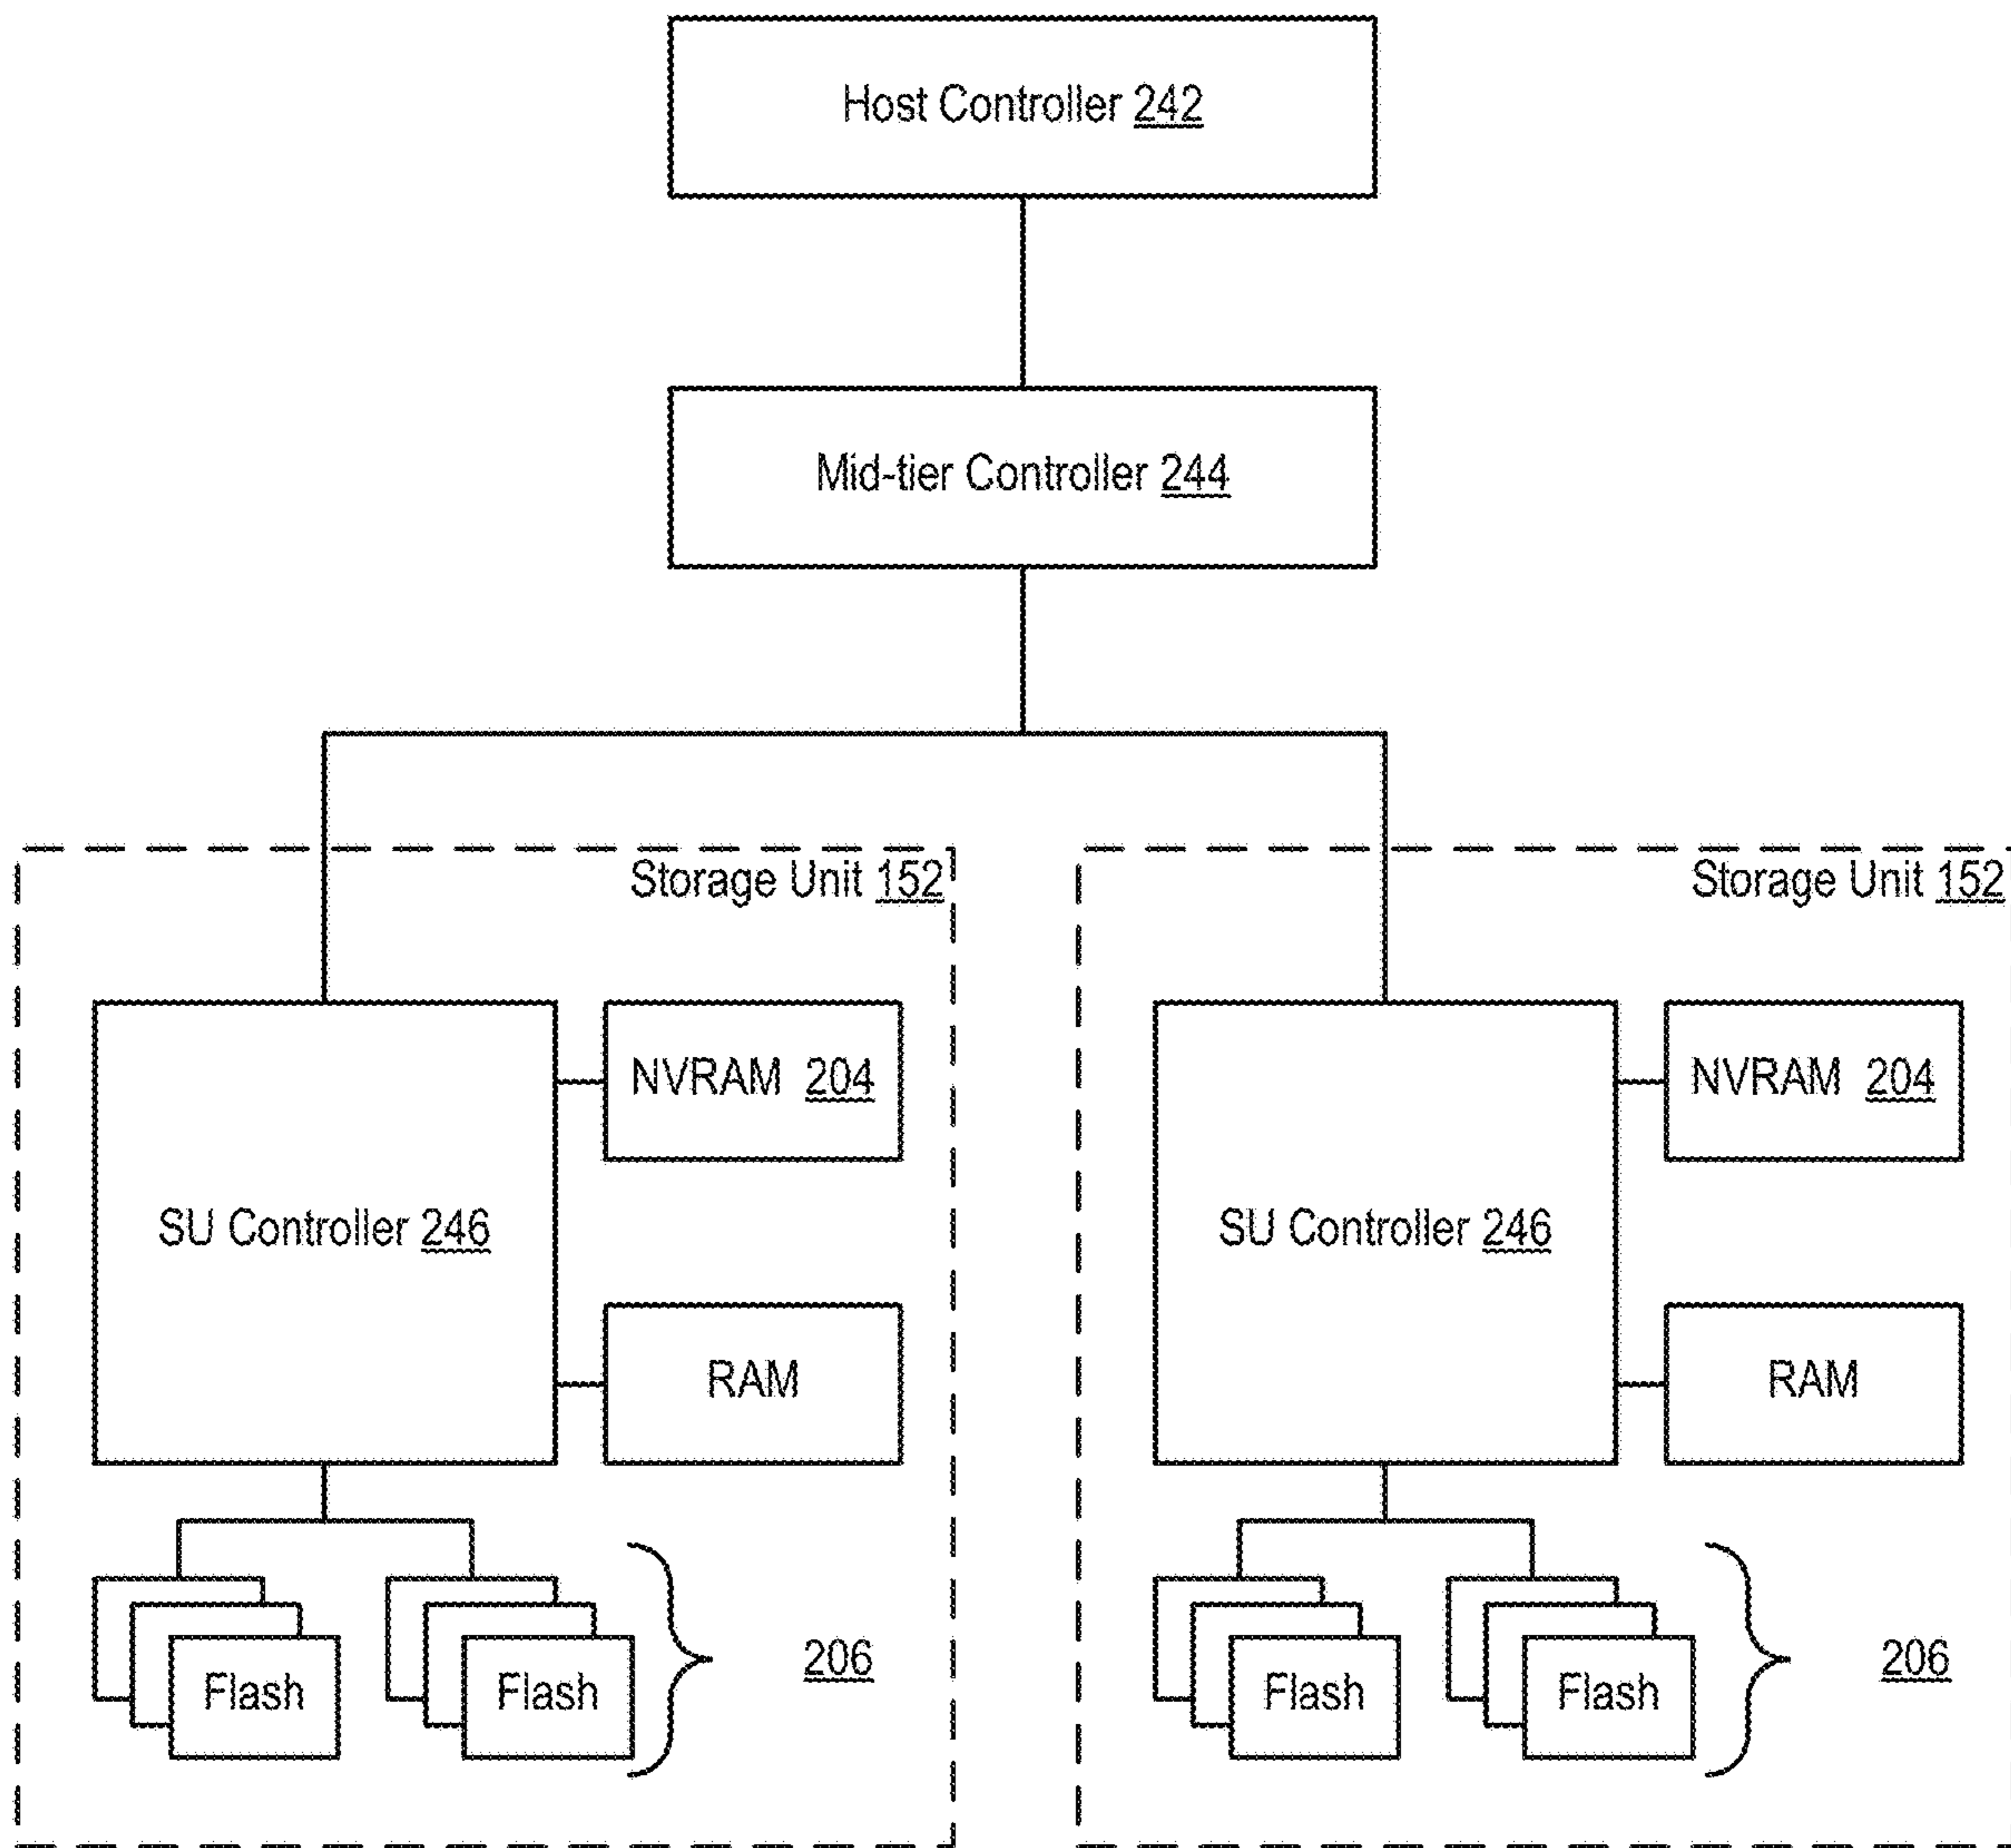 Host Controller 242
Mid-tier Controller 244
Storage Unit 152
SU Controller 246
NVRAM 204
RAM
Flash
Flash
206
Storage Unit 152
SU Controller 246
NVRAM 204
RAM
Flash
Flash
206